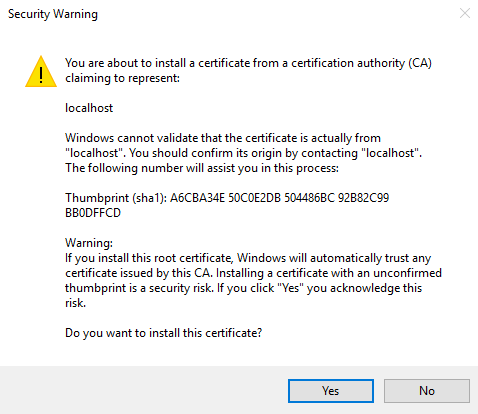 Security Warning
You are about to install a certificate from a certification authority (CA)
claiming to represent:
localhost
Windows cannot validate that the certificate is actually from
"localhost". You should confirm its origin by contacting "localhost".
The following number will assist you in this process:
Thumbprint (sha1): A6CBA34E 50C0E2DB 504486BC 92B82C99
BB0DFFCD
Warning:
If you install this root certificate, Windows will automatically trust any
certificate issued by this CA. Installing a certificate with an unconfirmed
thumbprint is a security risk. If you click "Yes" you acknowledge this
risk.
Do you want to install this certificate?
Yes
No